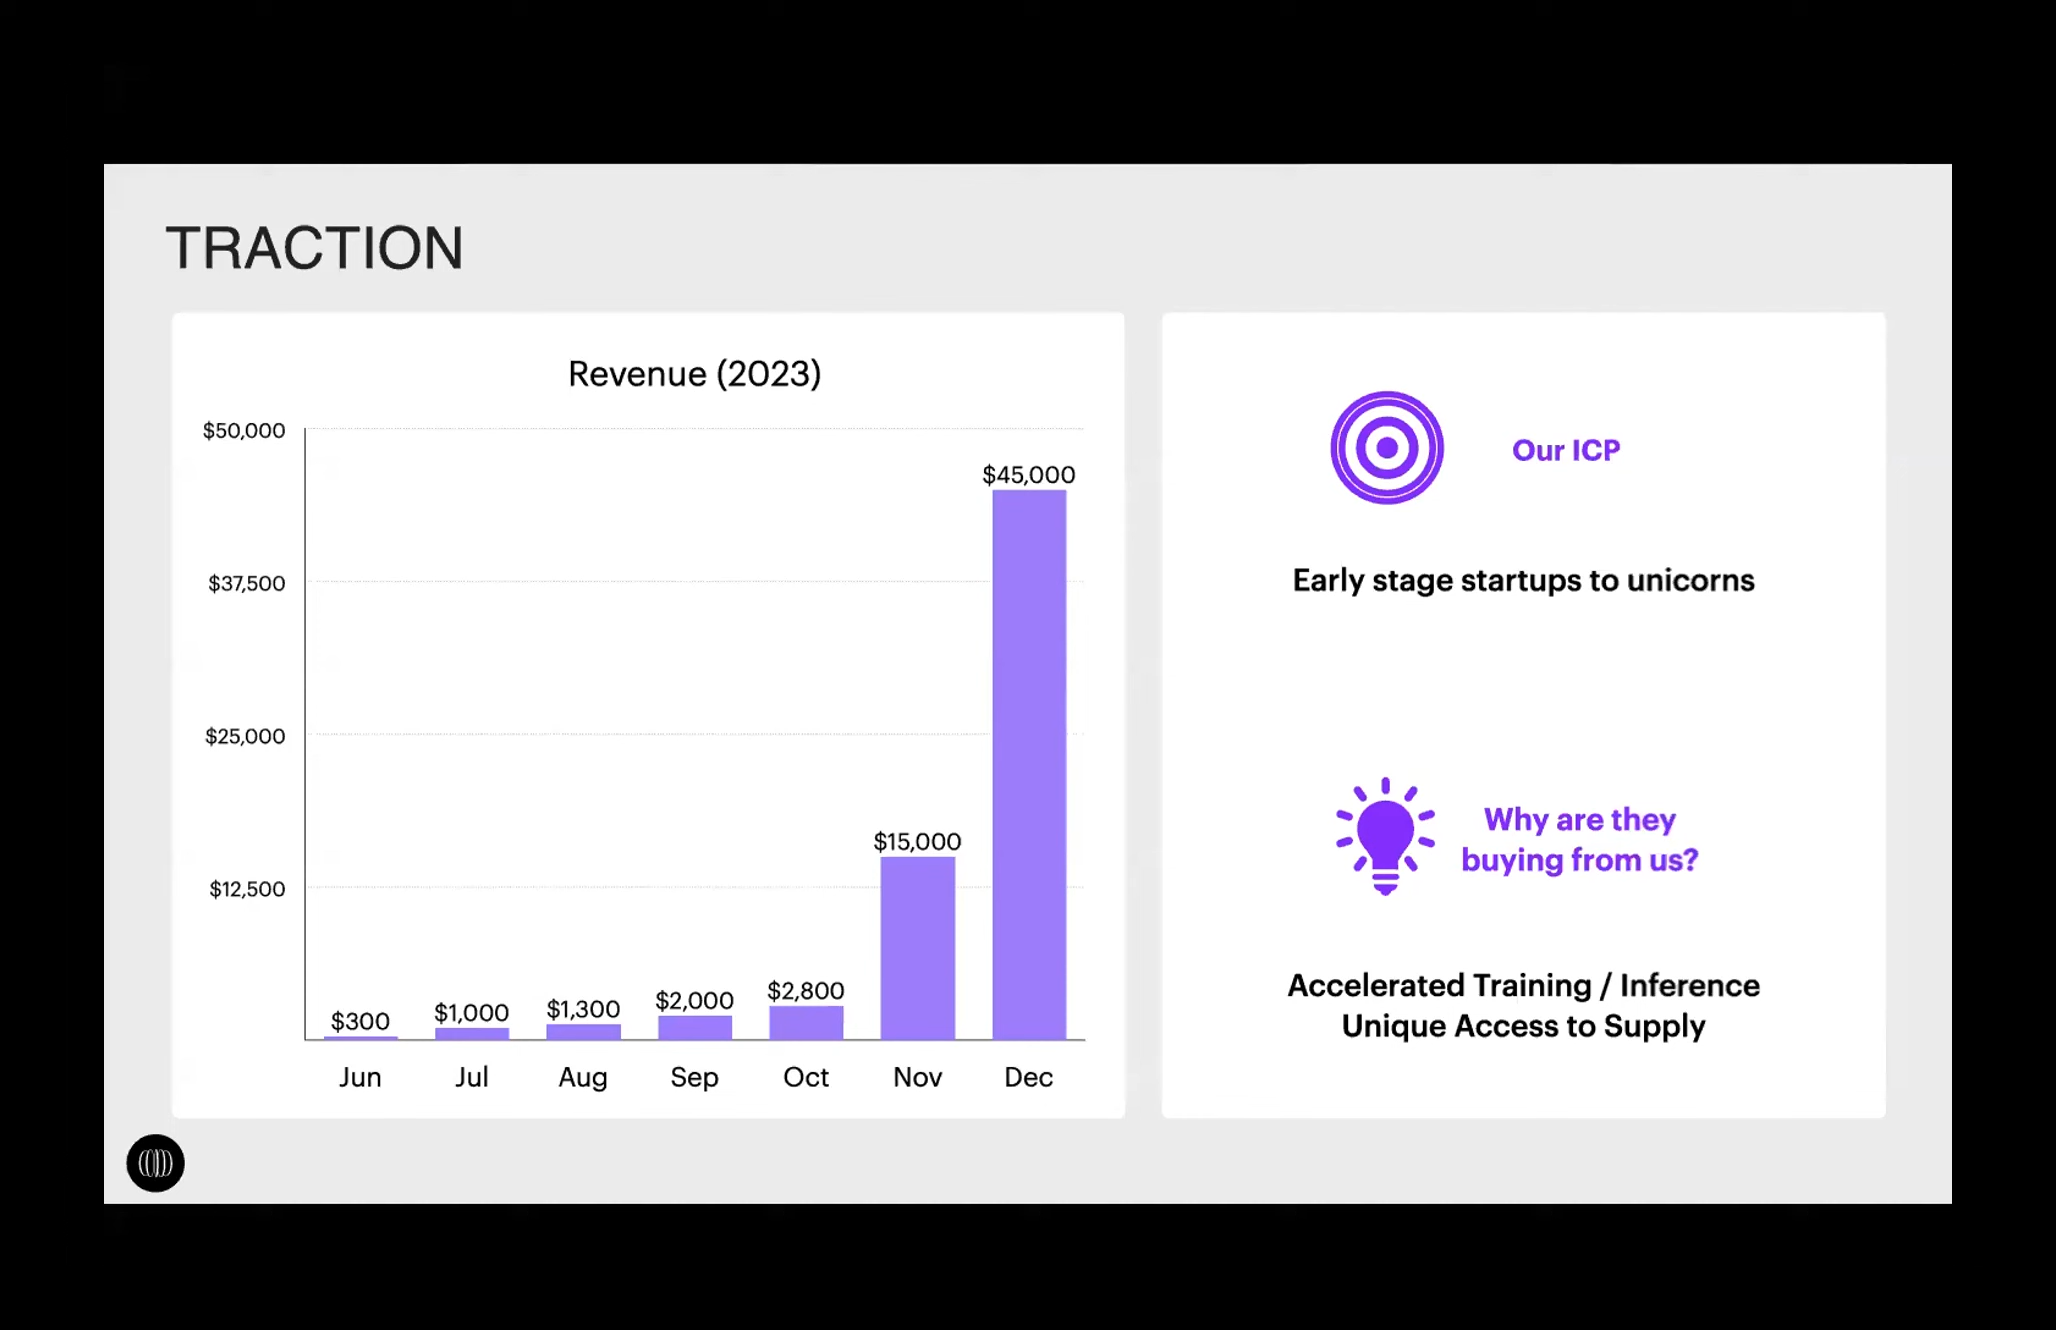 TRACTION
Revenue (2023)
$50,000
$37,500
$25,000
$12,500
$300
$1,000
$1,300
$2,000
$2,800
$15,000
$45,000
Jun
Jul
Aug
Sep
Oct
Nov
Dec
Our ICP
Early stage startups to unicorns
Why are they
buying from us?
Accelerated Training / Inference
Unique Access to Supply